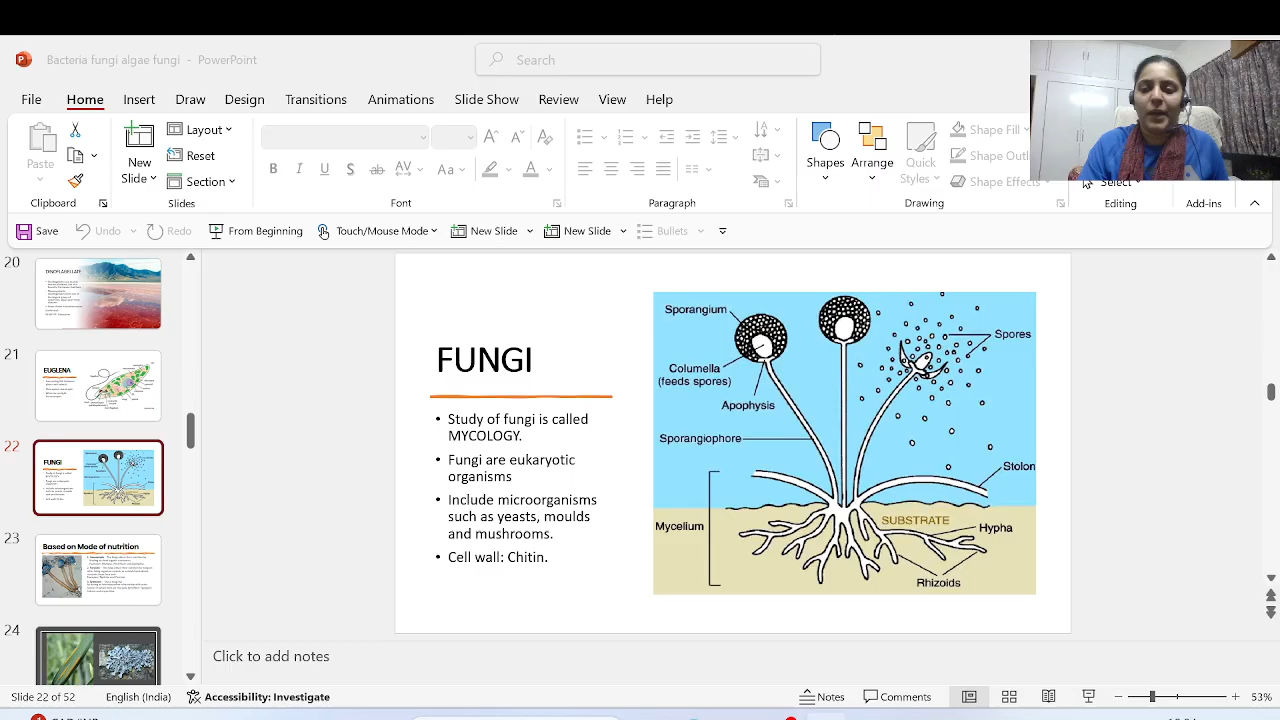 Bacteria fungi algae fungi - PowerPoint
Search
File Home Insert Draw Design Transitions Animations Slide Show Review View Help
Paste
New Slide
Layout
Reset
Section
Shapes
Arrange
Quick Styles
Shape Fill
Shape Effects
Select
Clipboard Slides Font Paragraph Drawing Editing Add-ins
Save Undo Redo From Beginning Touch/Mouse Mode New Slide New Slide Bullets
20
21
EUGLENA
22
FUNGI
23
Based on Mode of nutrition
24
FUNGI
• Study of fungi is called
MYCOLOGY.
• Fungi are eukaryotic
organisms
• Include microorganisms
such as yeasts, moulds
and mushrooms.
• Cell wall: Chitin
Sporangium
Columella
(feeds spores)
Apophysis
Sporangiophore
Mycelium
Spores
Stolon
SUBSTRATE
Hypha
Rhizoids
Click to add notes
Slide 22 of 52 English (India) Accessibility: Investigate Notes Comments 53%